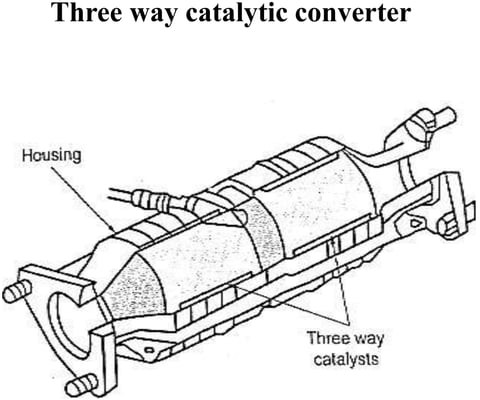 Three way catalytic converter
Housing
Three way
catalysts